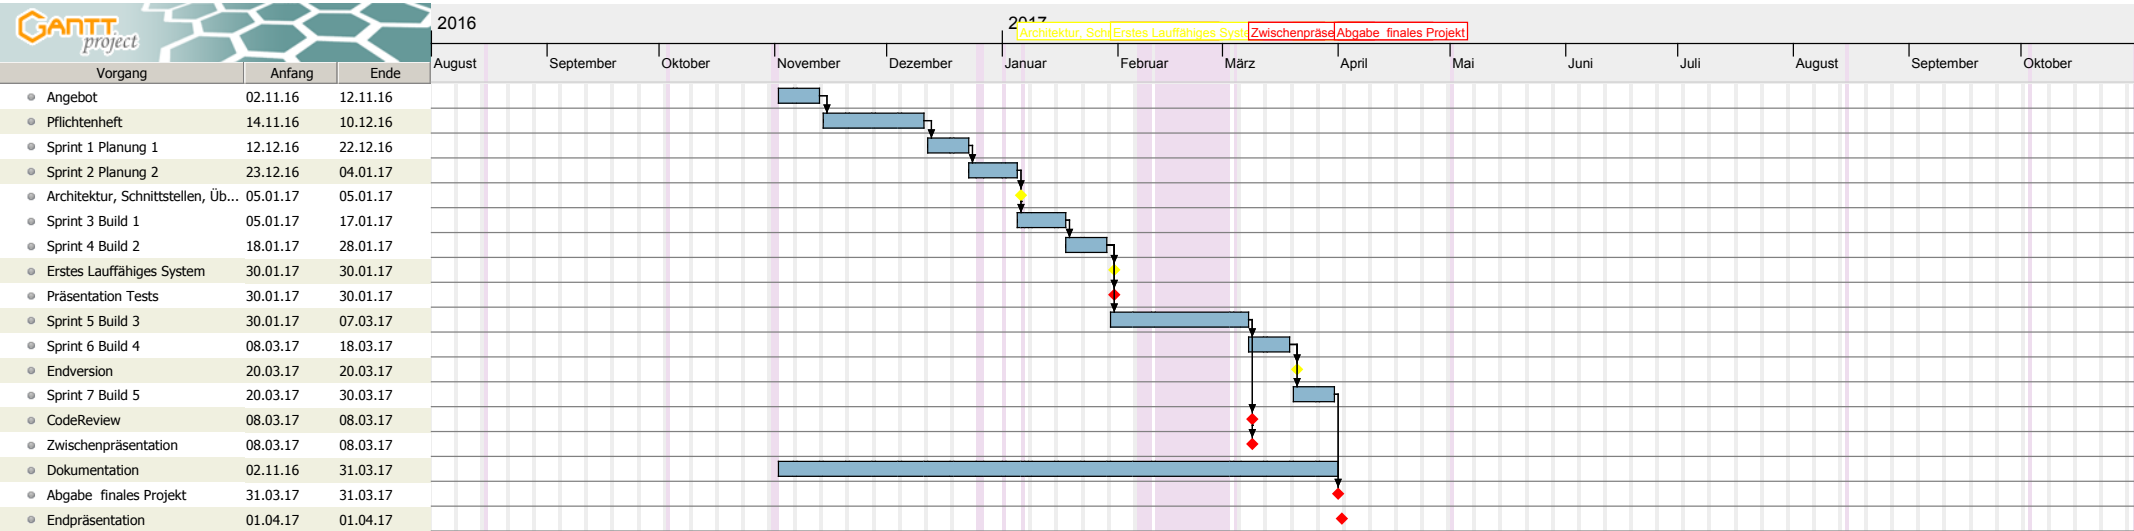 GANTT
project
2016
2017
Architektur, Sch
Erstes Lauffähiges Syst
Zwischenpräse
Abgabe finales Projekt
Vorgang Anfang Ende
August September Oktober November Dezember Januar Februar März April Mai Juni Juli August September Oktober
Angebot 02.11.16 12.11.16
Pflichtenheft 14.11.16 10.12.16
Sprint 1 Planung 1 12.12.16 22.12.16
Sprint 2 Planung 2 23.12.16 04.01.17
Architektur, Schnittstellen, Üb... 05.01.17 05.01.17
Sprint 3 Build 1 05.01.17 17.01.17
Sprint 4 Build 2 18.01.17 28.01.17
Erstes Lauffähiges System 30.01.17 30.01.17
Präsentation Tests 30.01.17 30.01.17
Sprint 5 Build 3 30.01.17 07.03.17
Sprint 6 Build 4 08.03.17 18.03.17
Endversion 20.03.17 20.03.17
Sprint 7 Build 5 20.03.17 30.03.17
CodeReview 08.03.17 08.03.17
Zwischenpräsentation 08.03.17 08.03.17
Dokumentation 02.11.16 31.03.17
Abgabe finales Projekt 31.03.17 31.03.17
Endpräsentation 01.04.17 01.04.17